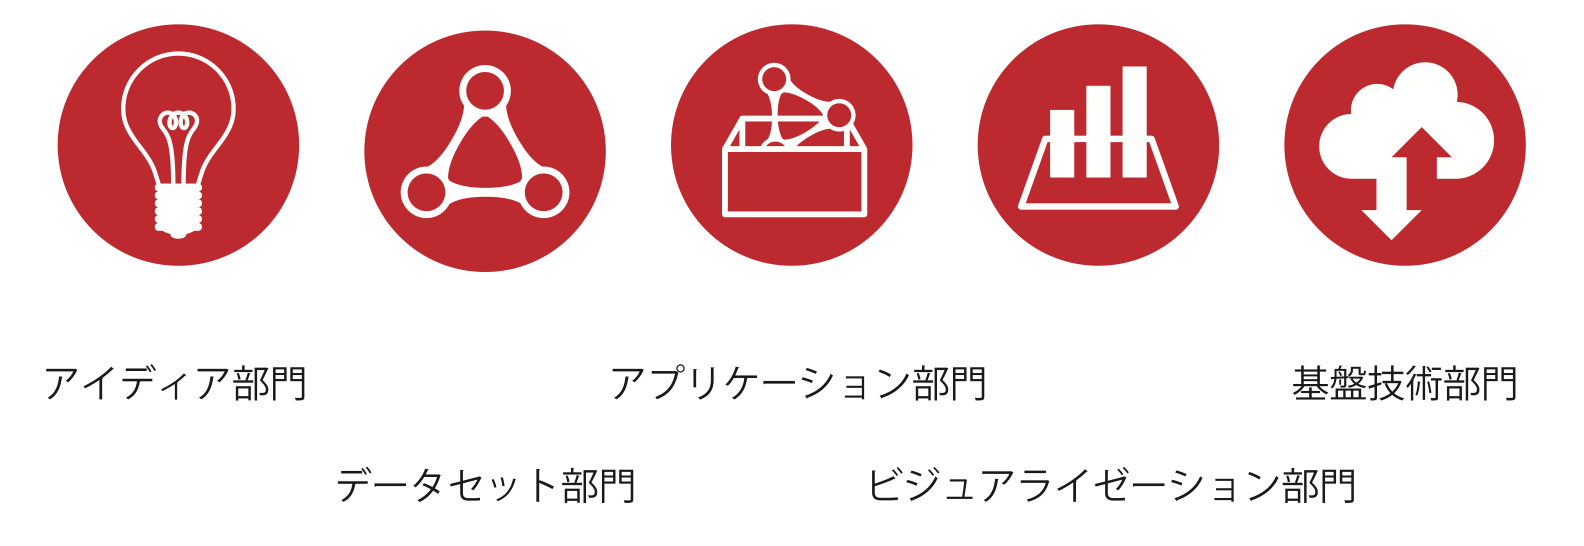 アイディア部門
アプリケーション部門
基盤技術部門
データセット部門
ビジュアライゼーション部門